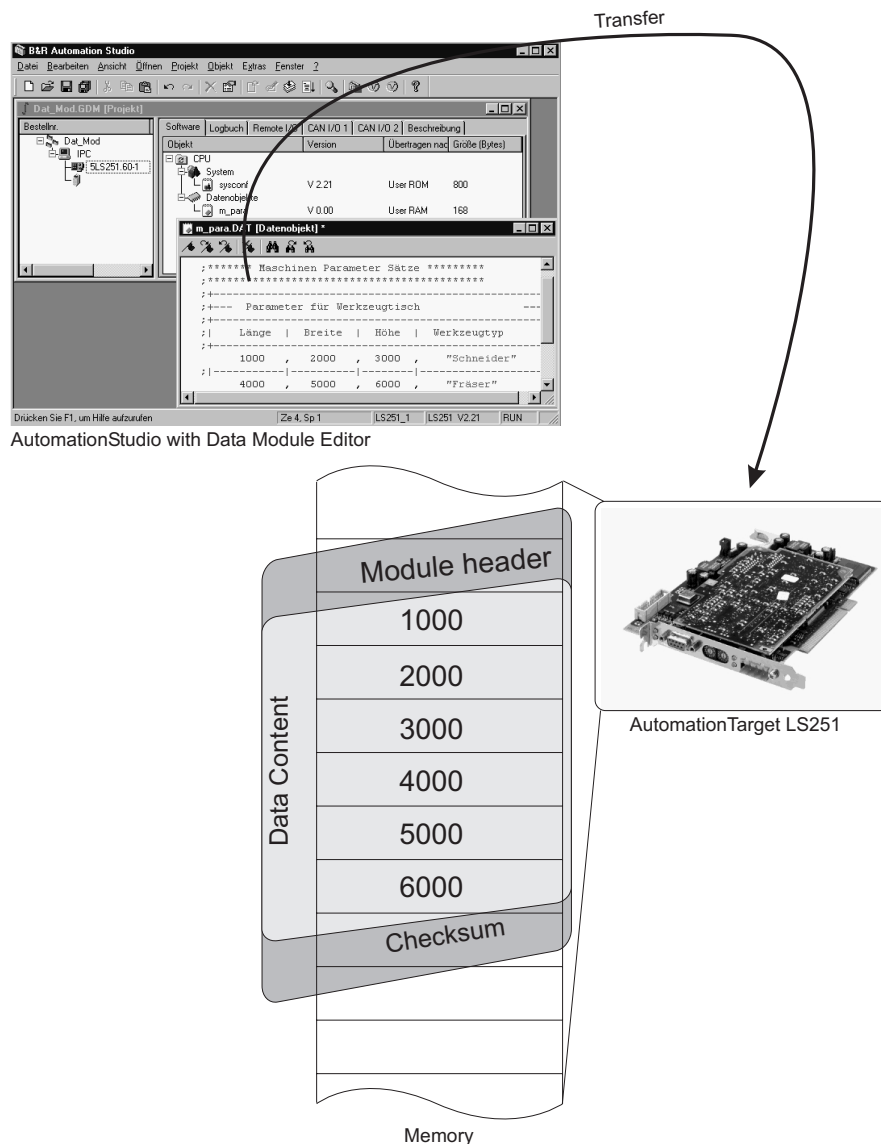 Transfer
B&R Automation Studio
Datei Bearbeiten Ansicht Öffnen Projekt Objekt Extras Fenster ?
Dat_Mod.GDM [Projekt]
Bestellnr.
Dat_Mod
IPC
5LS251.60-1
Software Logbuch Remote I/O CAN I/O 1 CAN I/O 2 Beschreibung
Objekt Version Übertragen nac Größe (Bytes)
CPU
System
sysconf V 2.21 User ROM 800
Datenobjekte
m_para V 0.00 User RAM 168
m_para.DAT [Datenobjekt] *
;******* Maschinen Parameter Sätze *********
;*******************************************
;+---------------------------------------------
;+--- Parameter für Werkzeugtisch ---
;+---------------------------------------------
;| Länge | Breite | Höhe | Werkzeugtyp
;+---------------------------------------------
1000 , 2000 , 3000 , "Schneider"
;|--------|--------|-------|---------------
4000 , 5000 , 6000 , "Fräser"
Drücken Sie F1, um Hilfe aufzurufen Ze 4, Sp 1 LS251_1 LS251 V2.21 RUN
AutomationStudio with Data Module Editor
Module header
1000
2000
3000
4000
5000
6000
Data Content
Checksum
AutomationTarget LS251
Memory